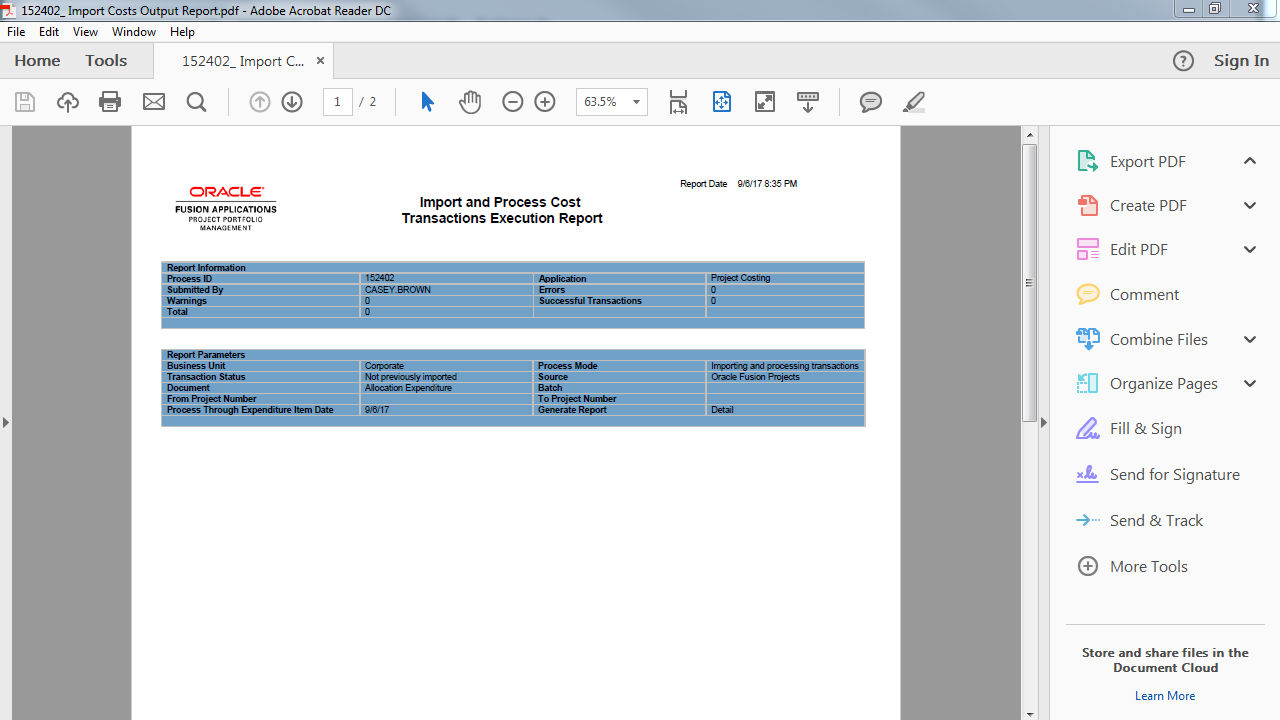 152402_ Import Costs Output Report.pdf - Adobe Acrobat Reader DC
File Edit View Window Help
Home Tools 152402_ Import C... × ? Sign In
1 / 2 63.5%
ORACLE
FUSION APPLICATIONS
PROJECT PORTFOLIO
MANAGEMENT
Import and Process Cost
Transactions Execution Report
Report Date 9/6/17 8:35 PM
Report Information
Process ID 152402 Application Project Costing
Submitted By CASEY.BROWN Errors 0
Warnings 0 Successful Transactions 0
Total 0
Report Parameters
Business Unit Corporate Process Mode Importing and processing transactions
Transaction Status Not previously imported Source Oracle Fusion Projects
Document Allocation Expenditure Batch
From Project Number To Project Number
Process Through Expenditure Item Date 9/6/17 Generate Report Detail
Export PDF
Create PDF
Edit PDF
Comment
Combine Files
Organize Pages
Fill & Sign
Send for Signature
Send & Track
More Tools
Store and share files in the
Document Cloud
Learn More